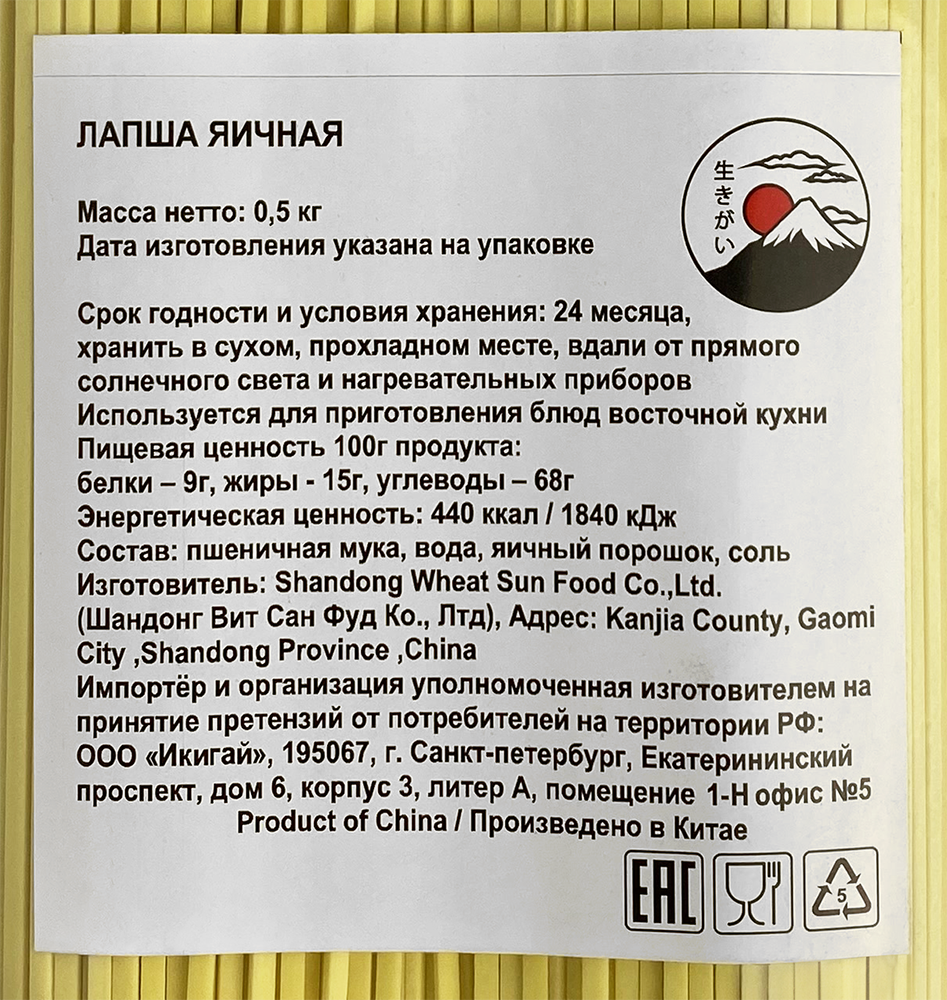 ЛАПША ЯИЧНАЯ
生きがい
Масса нетто: 0,5 кг
Дата изготовления указана на упаковке
Срок годности и условия хранения: 24 месяца,
хранить в сухом, прохладном месте, вдали от прямого
солнечного света и нагревательных приборов
Используется для приготовления блюд восточной кухни
Пищевая ценность 100г продукта:
белки – 9г, жиры - 15г, углеводы – 68г
Энергетическая ценность: 440 ккал / 1840 кДж
Состав: пшеничная мука, вода, яичный порошок, соль
Изготовитель: Shandong Wheat Sun Food Co.,Ltd.
(Шандонг Вит Сан Фуд Ко., Лтд), Адрес: Kanjia County, Gaomi
City ,Shandong Province ,China
Импортёр и организация уполномоченная изготовителем на
принятие претензий от потребителей на территории РФ:
ООО «Икигай», 195067, г. Санкт-петербург, Екатерининский
проспект, дом 6, корпус 3, литер А, помещение 1-Н офис №5
Product of China / Произведено в Китае
EAC
5